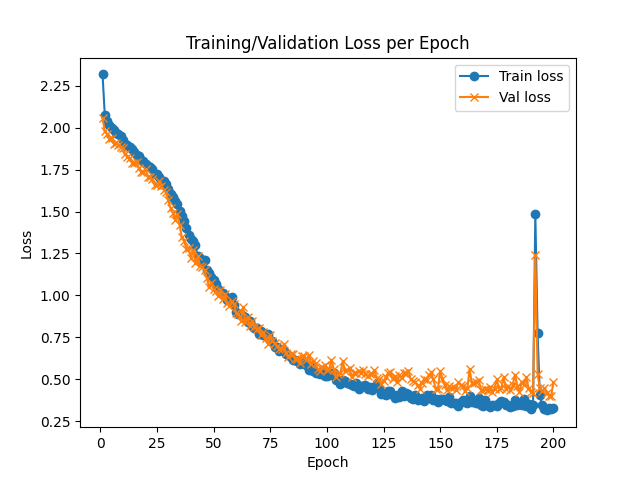 Training/Validation Loss per Epoch
Train loss
Val loss
2.25
2.00
1.75
1.50
1.25
1.00
0.75
0.50
0.25
Loss
0 25 50 75 100 125 150 175 200
Epoch